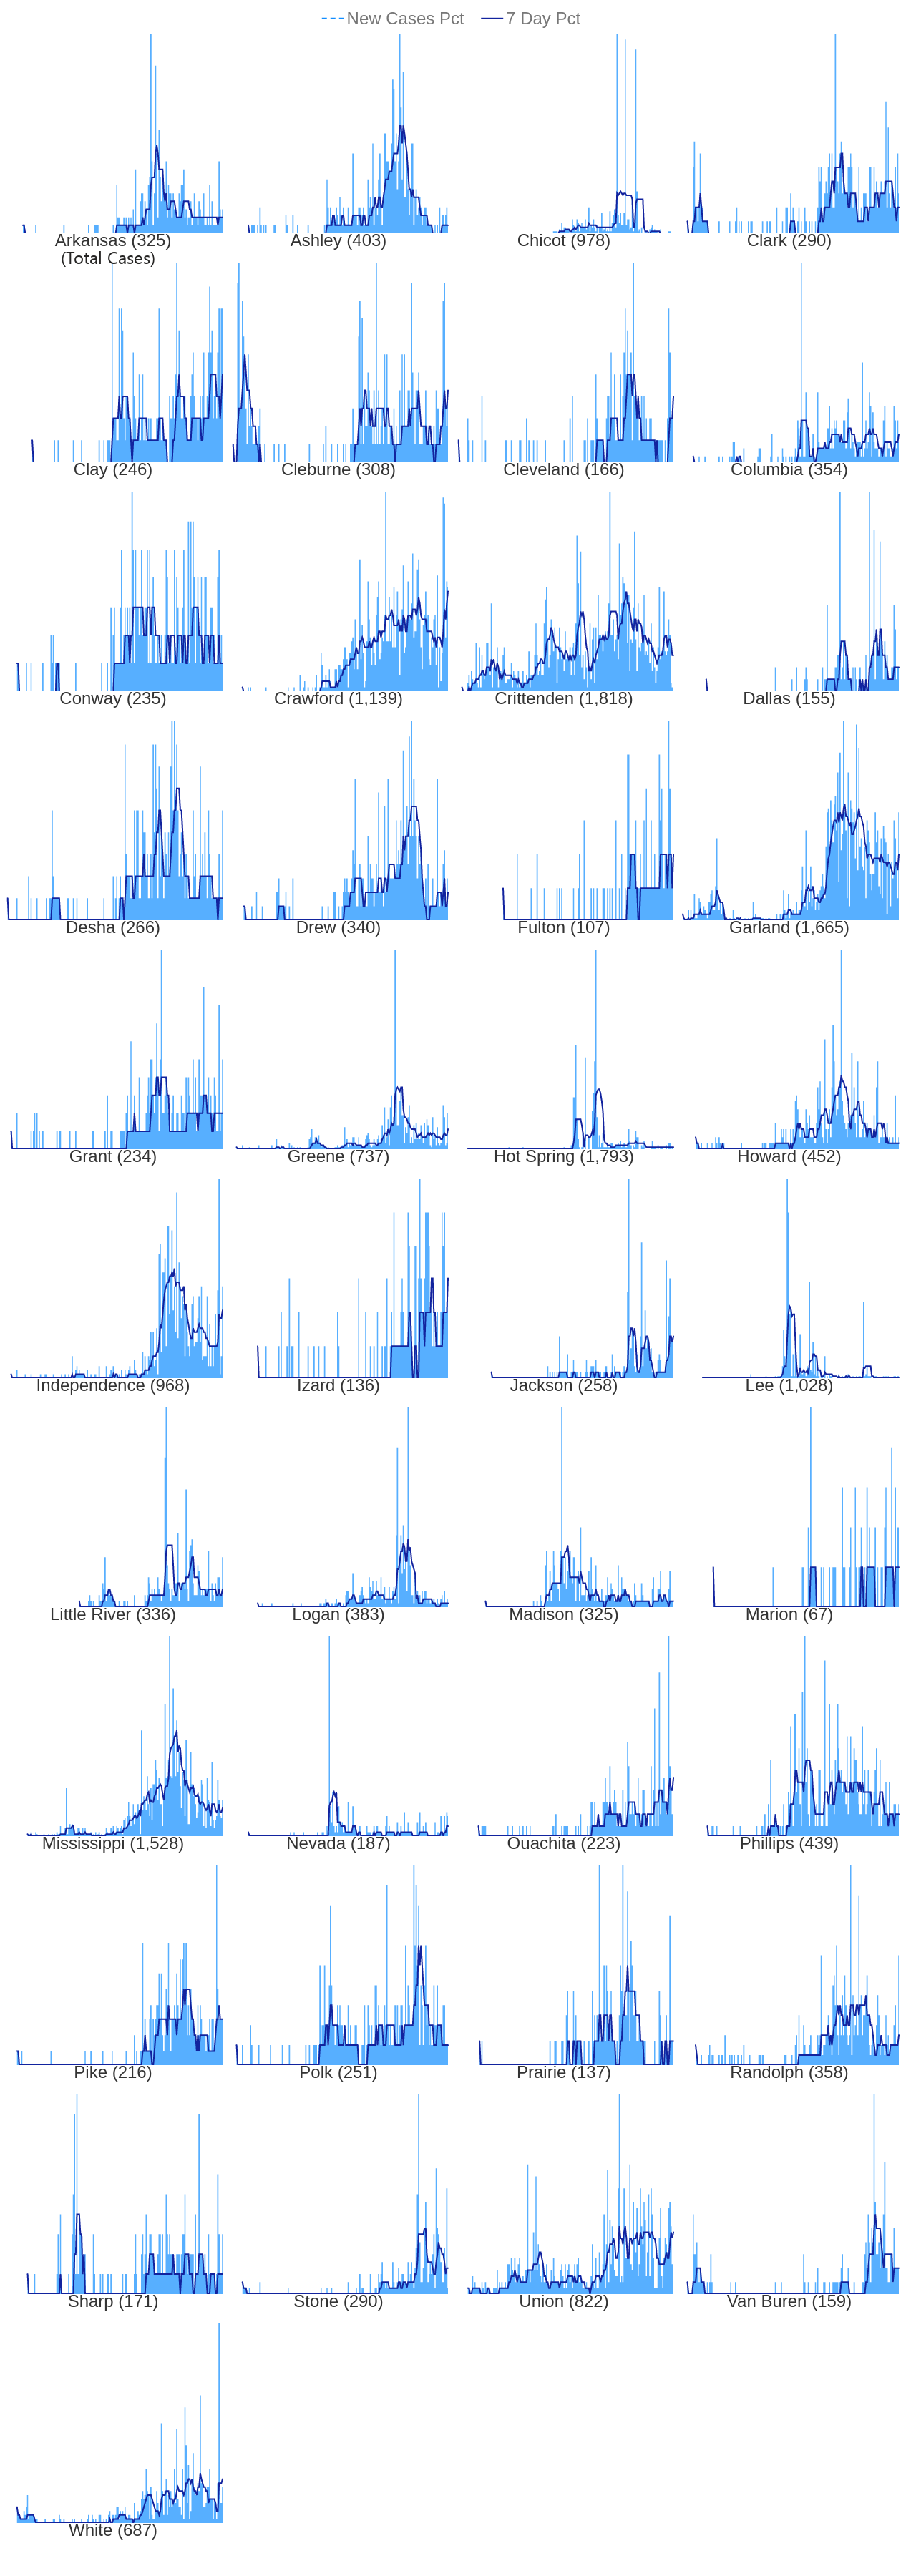 New Cases Pct 7 Day Pct
Arkansas (325) Ashley (403) Chicot (978) Clark (290)
(Total Cases)
Clay (246) Cleburne (308) Cleveland (166) Columbia (354)
Conway (235) Crawford (1,139) Crittenden (1,818) Dallas (155)
Desha (266) Drew (340) Fulton (107) Garland (1,665)
Grant (234) Greene (737) Hot Spring (1,793) Howard (452)
Independence (968) Izard (136) Jackson (258) Lee (1,028)
Little River (336) Logan (383) Madison (325) Marion (67)
Mississippi (1,528) Nevada (187) Ouachita (223) Phillips (439)
Pike (216) Polk (251) Prairie (137) Randolph (358)
Sharp (171) Stone (290) Union (822) Van Buren (159)
White (687)